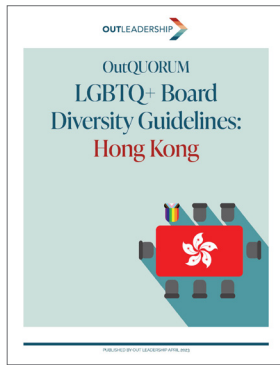 OUTLEADERSHIP
OutQUORUM
LGBTQ+ Board
Diversity Guidelines:
Hong Kong
PUBLISHED BY OUT LEADERSHIP APRIL 2023